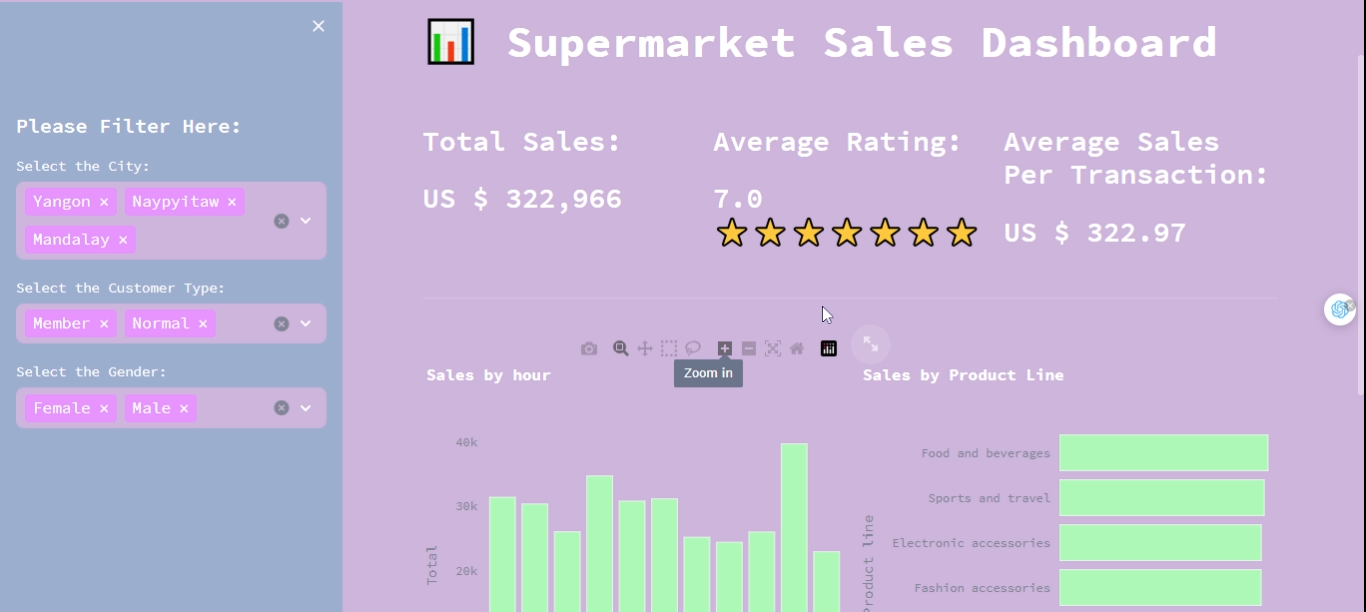 Please Filter Here:
Select the City:
Yangon × Naypyitaw ×
Mandalay ×
Select the Customer Type:
Member × Normal ×
Select the Gender:
Female × Male ×
Supermarket Sales Dashboard
Total Sales:
US $ 322,966
Average Rating:
7.0
Average Sales
Per Transaction:
US $ 322.97
Zoom in
Sales by hour
40k
30k
20k
Total
Sales by Product Line
Food and beverages
Sports and travel
Electronic accessories
Fashion accessories
Product line